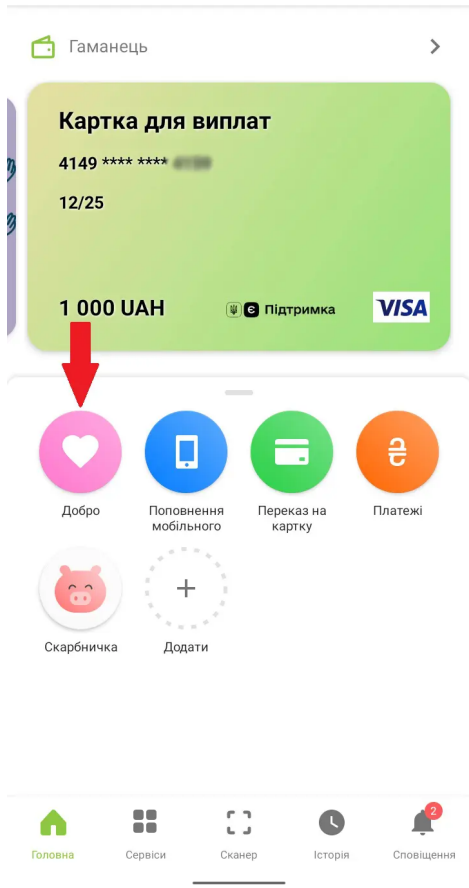 Гаманець
Картка для виплат
4149 **** ****
12/25
1 000 UAH
є Підтримка
VISA
₴
Добро
Поповнення
мобільного
Переказ на
картку
Платежі
Скарбничка
Додати
2
Головна
Сервіси
Сканер
Історія
Сповіщення